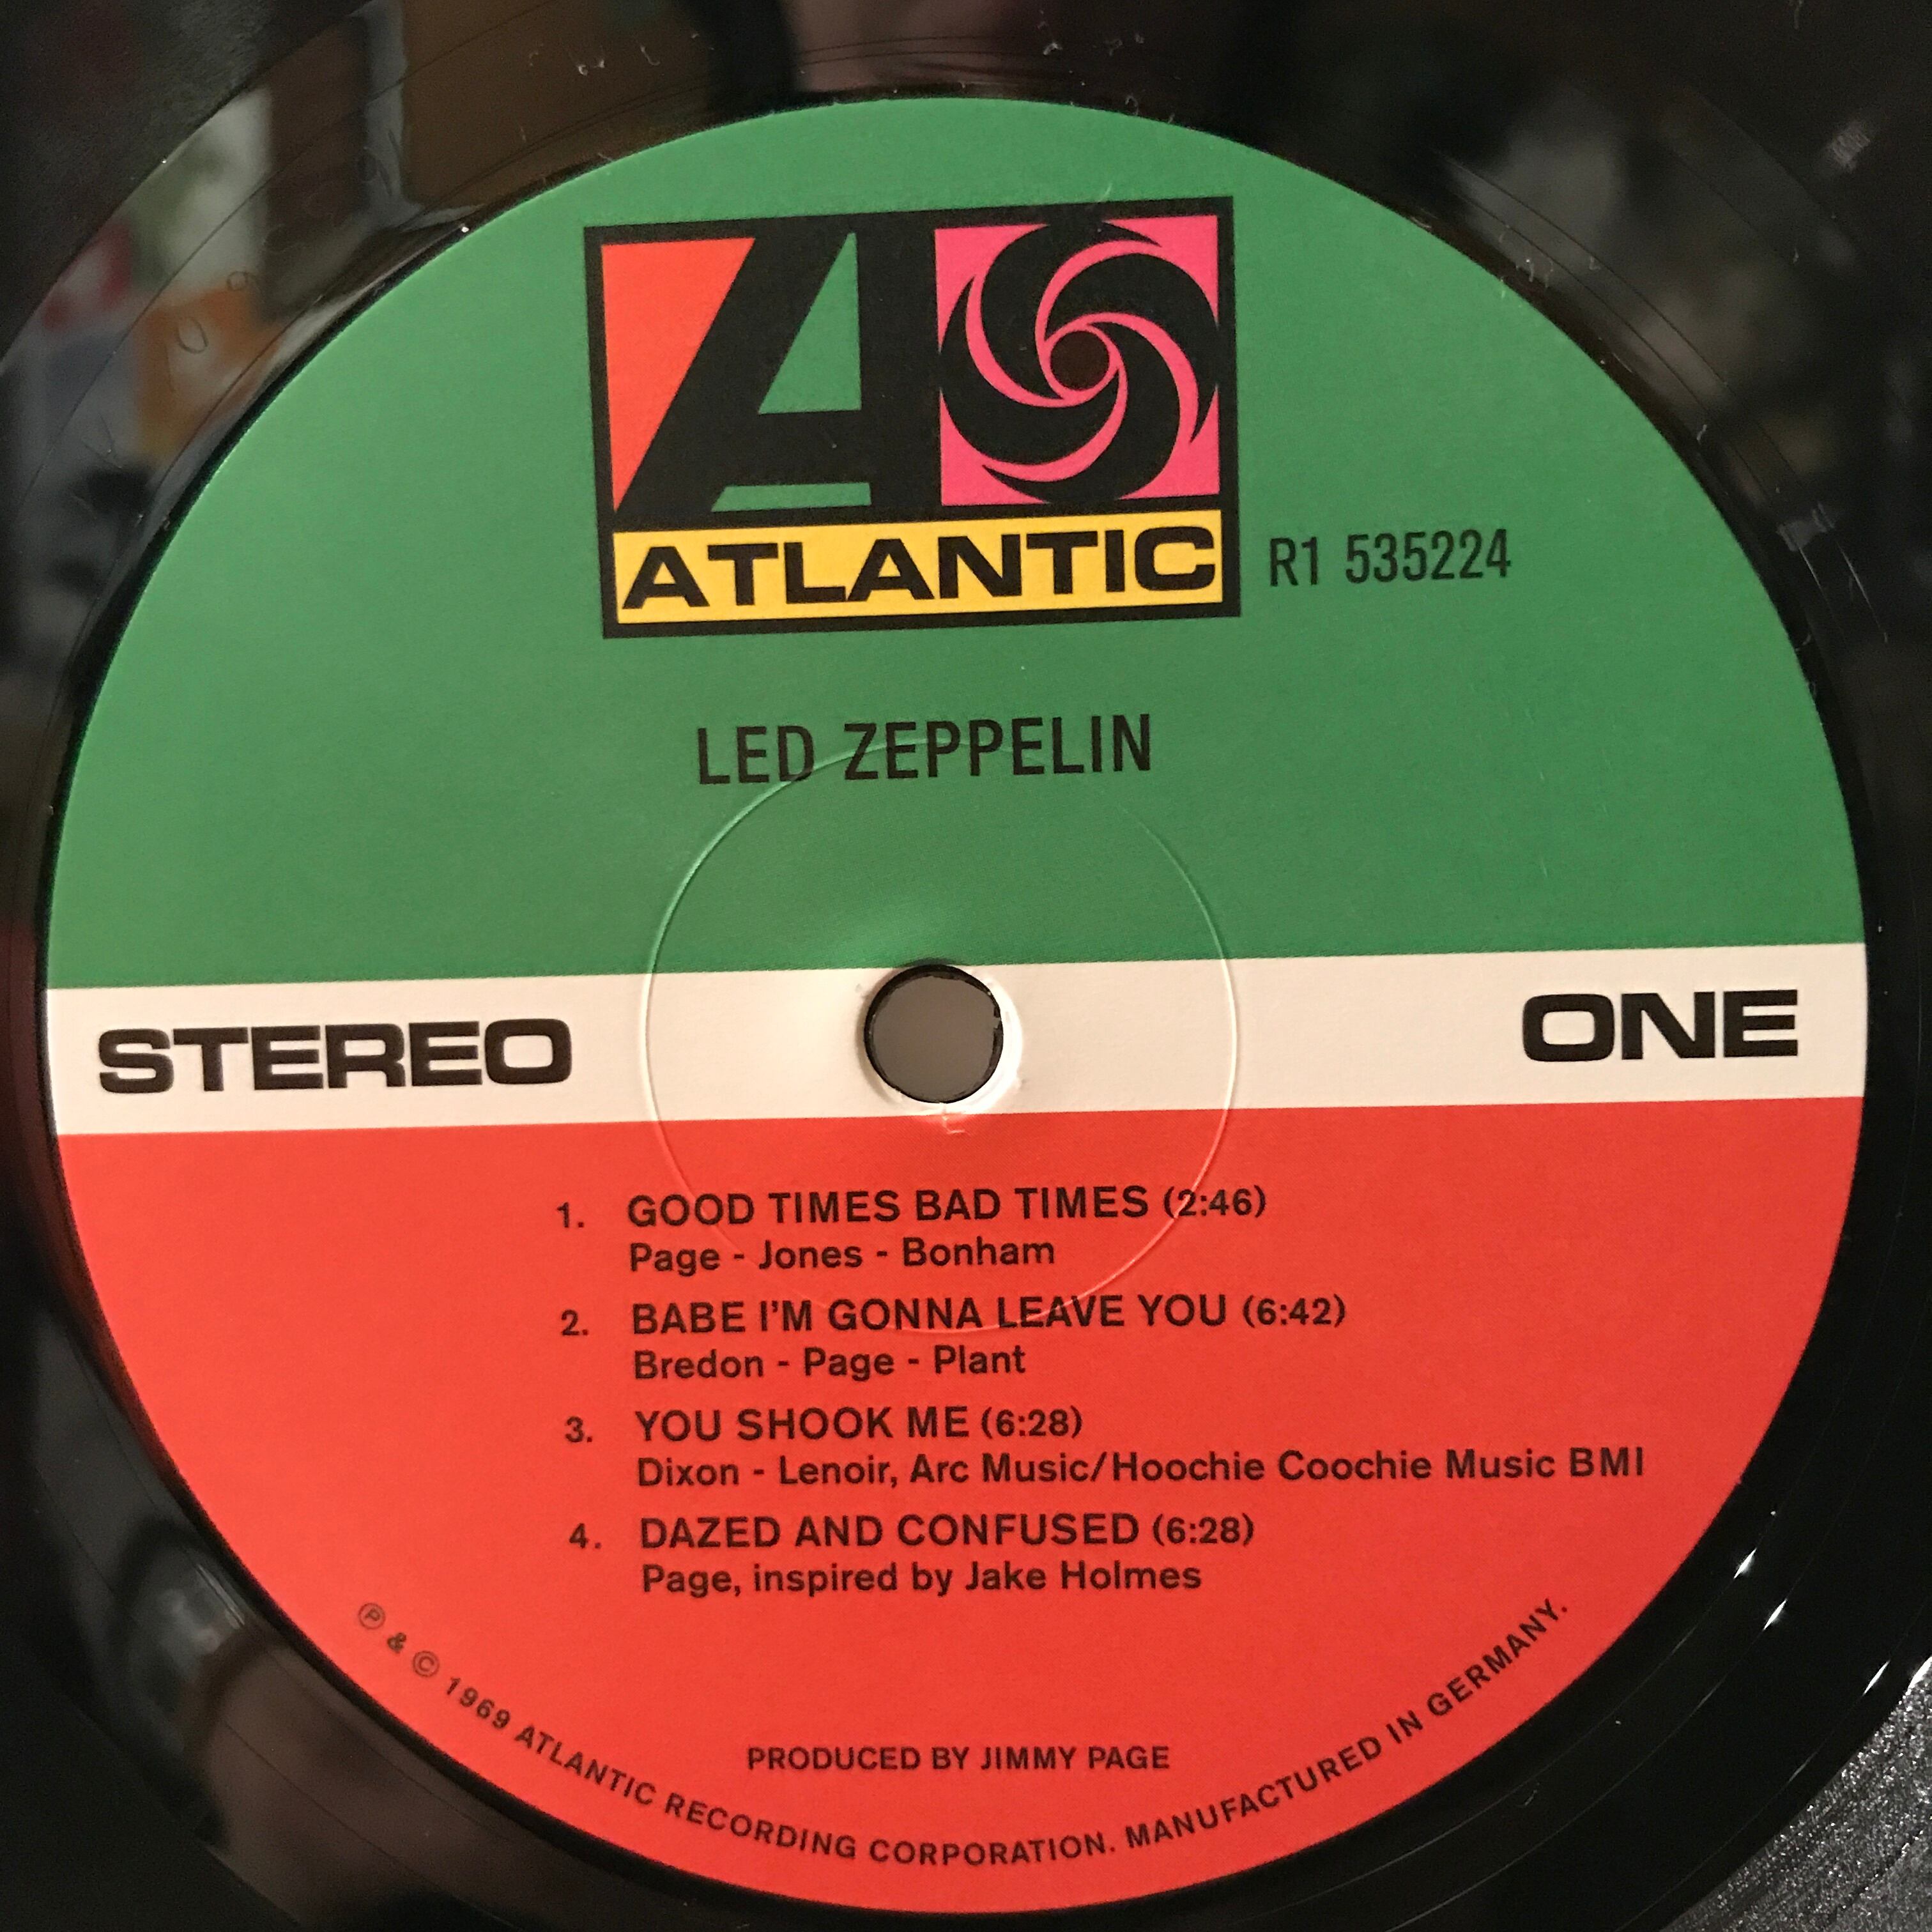 ATLANTIC
R1 535224
LED ZEPPELIN
STEREO
ONE
1. GOOD TIMES BAD TIMES (2:46)
Page - Jones - Bonham
2. BABE I'M GONNA LEAVE YOU (6:42)
Bredon - Page - Plant
3. YOU SHOOK ME (6:28)
Dixon - Lenoir, Arc Music/Hoochie Coochie Music BMI
4. DAZED AND CONFUSED (6:28)
Page, inspired by Jake Holmes
PRODUCED BY JIMMY PAGE
℗ & © 1969 ATLANTIC RECORDING CORPORATION. MANUFACTURED IN GERMANY.